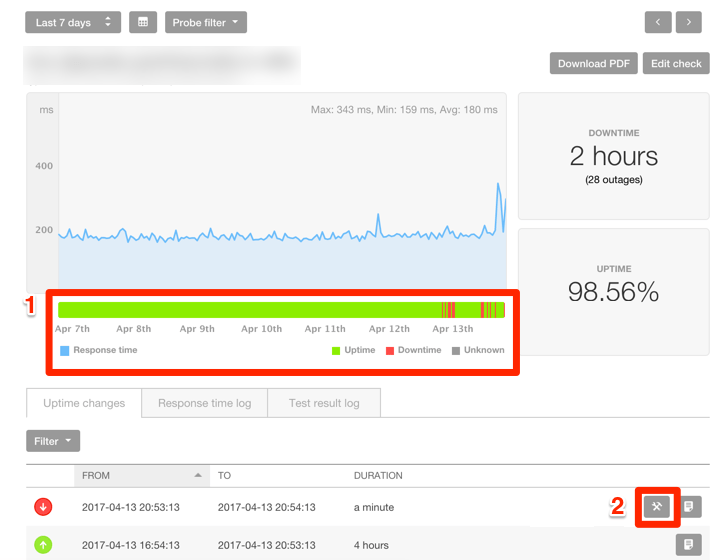 Last 7 days
Probe filter
Download PDF
Edit check
ms
Max: 343 ms, Min: 159 ms, Avg: 180 ms
400
200
DOWNTIME
2 hours
(28 outages)
UPTIME
98.56%
1
Apr 7th Apr 8th Apr 9th Apr 10th Apr 11th Apr 12th Apr 13th
Response time Uptime Downtime Unknown
Uptime changes Response time log Test result log
Filter
FROM TO DURATION
2017-04-13 20:53:13 2017-04-13 20:54:13 a minute 2
2017-04-13 16:54:13 2017-04-13 20:53:13 4 hours